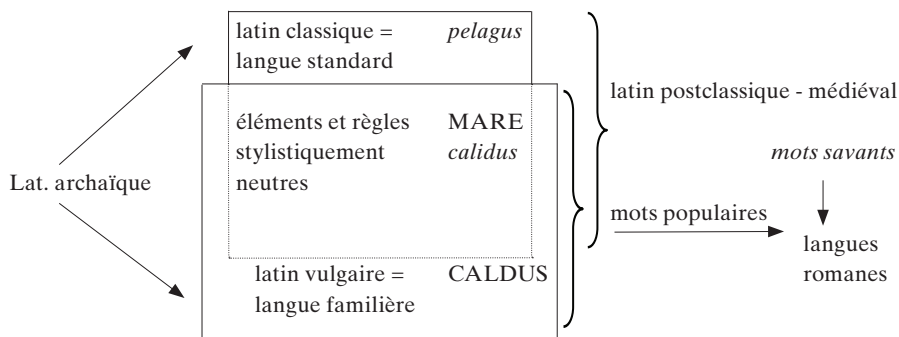 latin classique = pelagus
langue standard
latin postclassique - médiéval
éléments et règles MARE
stylistiquement calidus
neutres
mots savants
Lat. archaïque
mots populaires
langues
romanes
latin vulgaire = CALDUS
langue familière